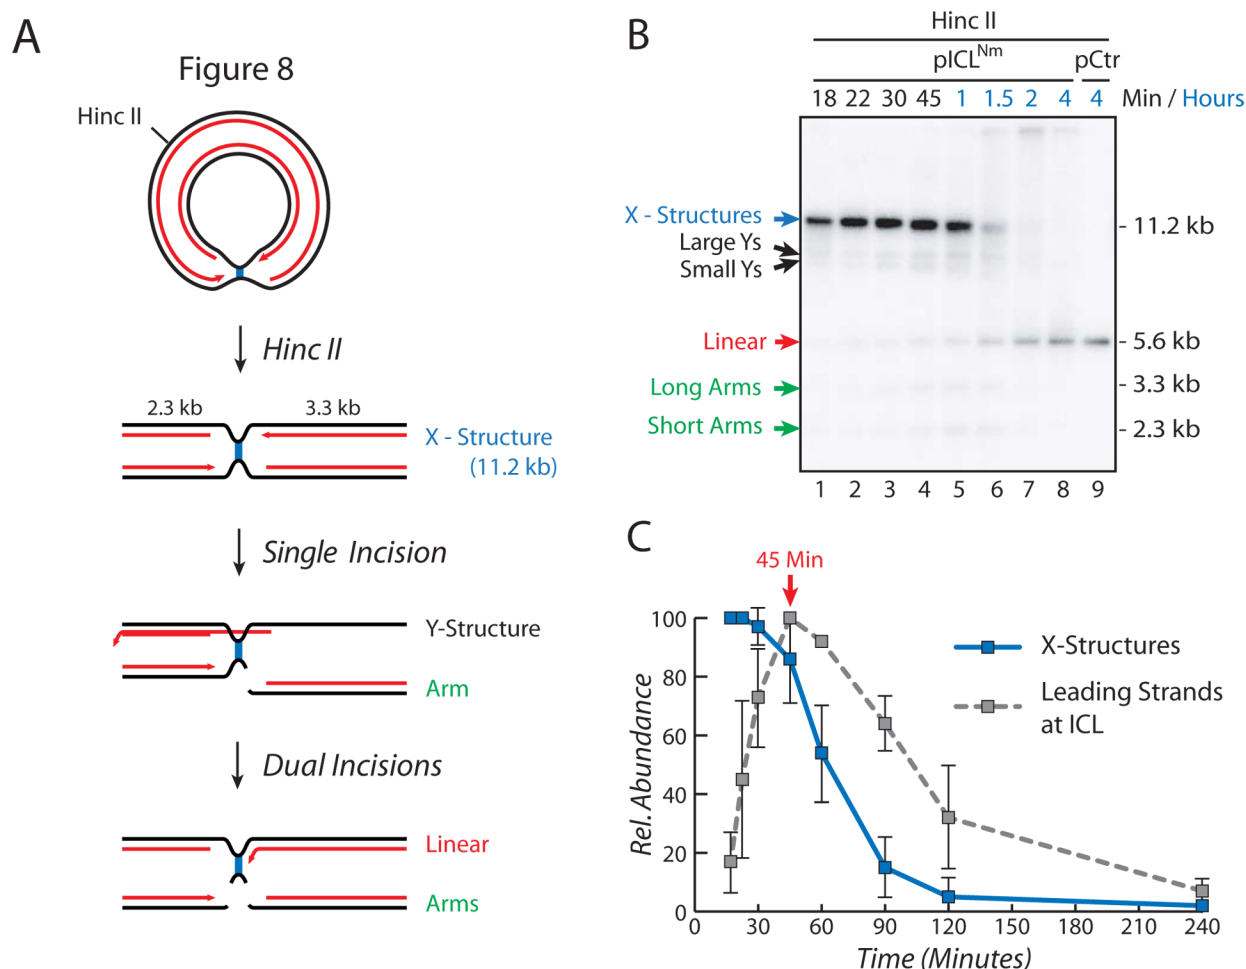 A
Figure 8
Hinc II
Hinc II
2.3 kb
3.3 kb
X - Structure
(11.2 kb)
Single Incision
Y-Structure
Arm
Dual Incisions
Linear
Arms
B
Hinc II
pICL^Nm
pCtr
18 22 30 45 1 1.5 2 4 4 Min / Hours
X - Structures
Large Ys
Small Ys
Linear
Long Arms
Short Arms
- 11.2 kb
- 5.6 kb
- 3.3 kb
- 2.3 kb
1 2 3 4 5 6 7 8 9
C
45 Min
Rel. Abundance
100
80
60
40
20
0
X-Structures
Leading Strands
at ICL
0 30 60 90 120 150 180 210 240
Time (Minutes)